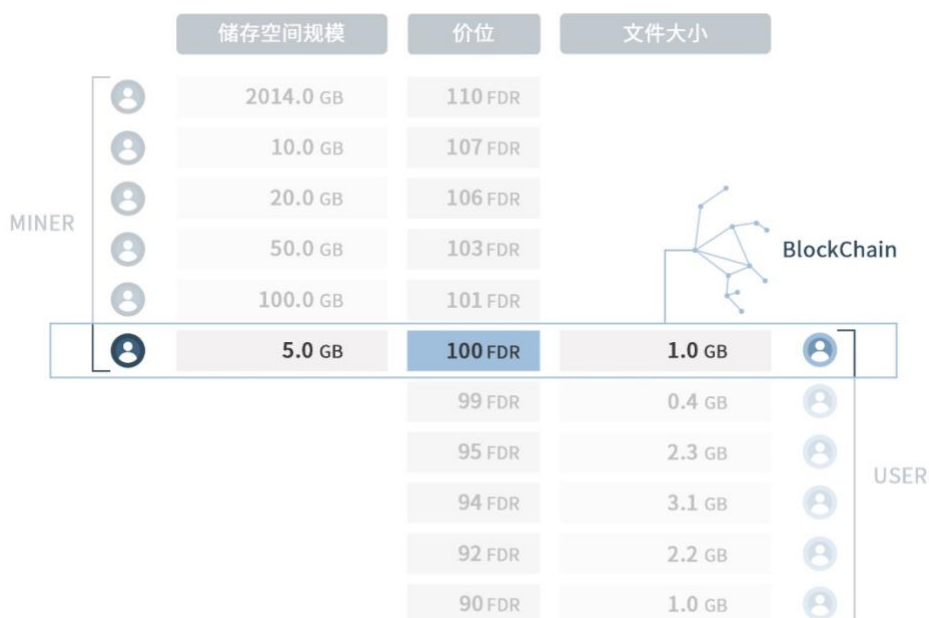 储存空间规模 价位 文件大小
2014.0 GB 110 FDR
10.0 GB 107 FDR
20.0 GB 106 FDR
MINER
50.0 GB 103 FDR
BlockChain
100.0 GB 101 FDR
5.0 GB 100 FDR 1.0 GB
99 FDR 0.4 GB
95 FDR 2.3 GB
USER
94 FDR 3.1 GB
92 FDR 2.2 GB
90 FDR 1.0 GB